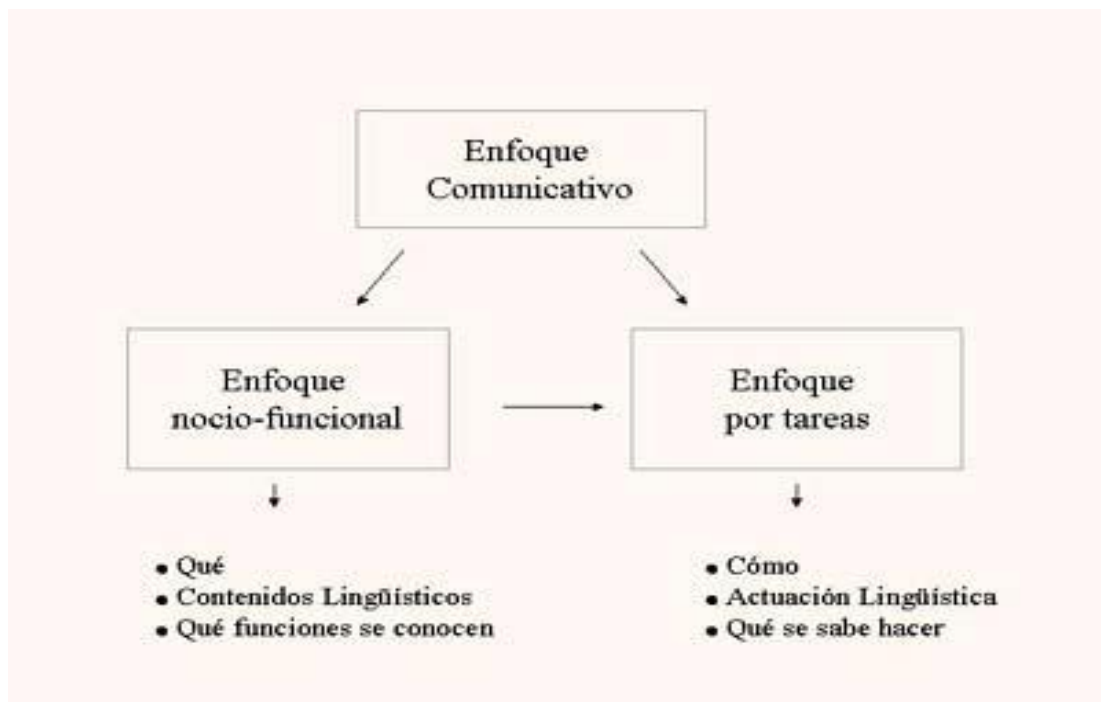 Enfoque
Comunicativo
Enfoque
nocio-funcional
Enfoque
por tareas
• Qué
• Contenidos Lingüísticos
• Qué funciones se conocen
• Cómo
• Actuación Lingüística
• Qué se sabe hacer